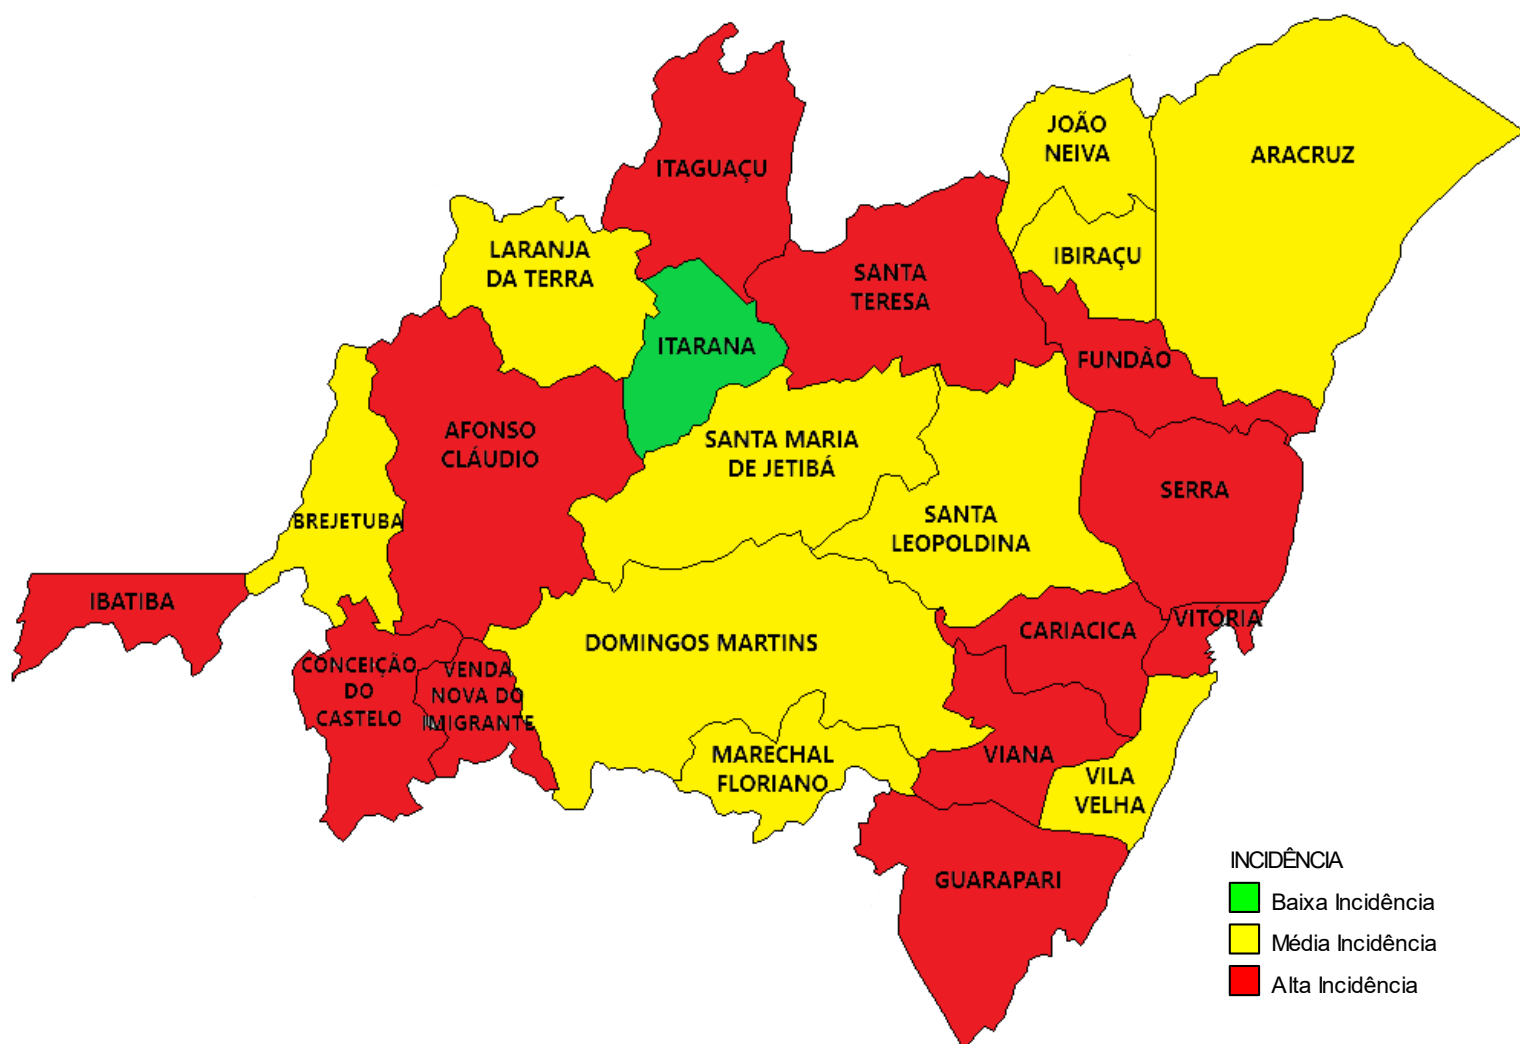 JOÃO
NEIVA
ARACRUZ
ITAGUAÇU
LARANJA
DA TERRA
IBIRAÇU
SANTA
TERESA
ITARANA
FUNDÃO
AFONSO
CLÁUDIO
SANTA MARIA
DE JETIBÁ
SERRA
BREJETUBA
SANTA
LEOPOLDINA
IBATIBA
VITÓRIA
CARIACICA
DOMINGOS MARTINS
CONCEIÇÃO
DO
CASTELO
VENDA
NOVA DO
IMIGRANTE
MARECHAL
FLORIANO
VIANA
VILA
VELHA
GUARAPARI
INCIDÊNCIA
Baixa Incidência
Média Incidência
Alta Incidência